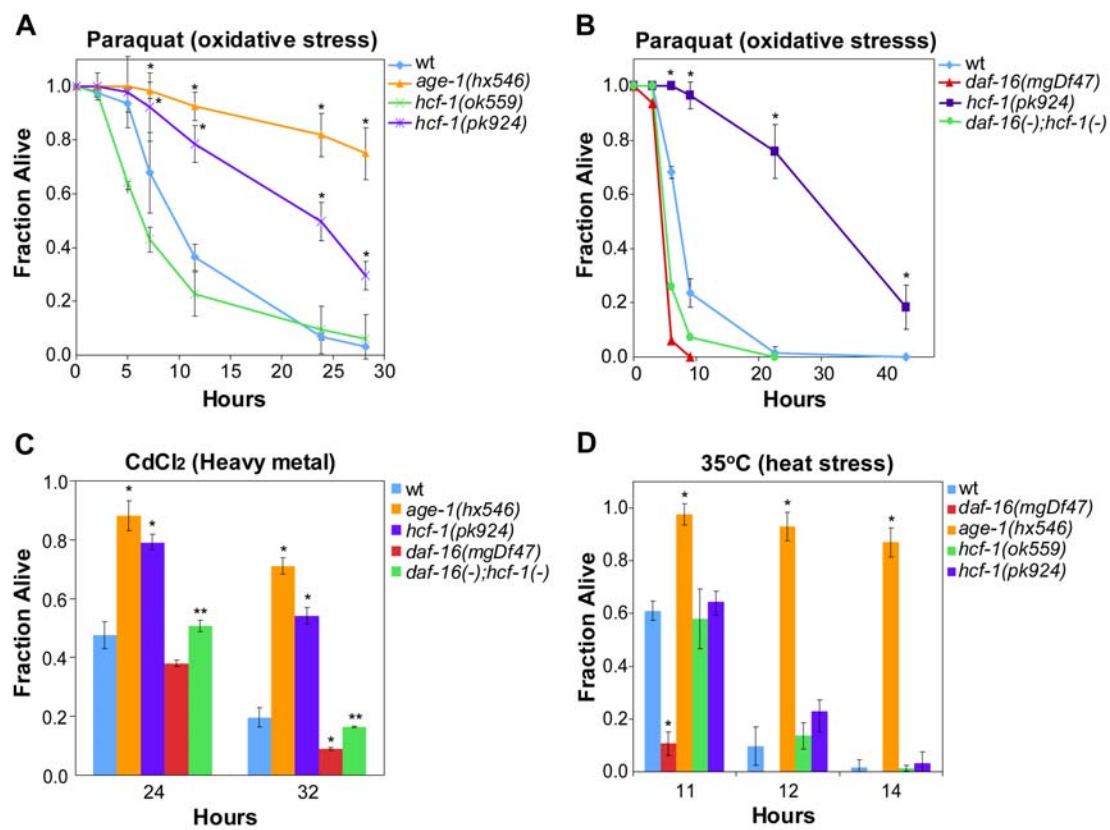 A
Paraquat (oxidative stress)
wt
age-1(hx546)
hcf-1(ok559)
hcf-1(pk924)
Fraction Alive
1.0
0.8
0.6
0.4
0.2
0.0
* * * * * * * *
0 5 10 15 20 25 30
Hours
B
Paraquat (oxidative stresss)
wt
daf-16(mgDf47)
hcf-1(pk924)
daf-16(-);hcf-1(-)
Fraction Alive
1.0
0.8
0.6
0.4
0.2
0.0
* * * *
0 10 20 30 40
Hours
C
CdCl2 (Heavy metal)
wt
age-1(hx546)
hcf-1(pk924)
daf-16(mgDf47)
daf-16(-);hcf-1(-)
Fraction Alive
1.0
0.8
0.6
0.4
0.2
0.0
* * ** * * * **
24 32
Hours
D
35oC (heat stress)
wt
daf-16(mgDf47)
age-1(hx546)
hcf-1(ok559)
hcf-1(pk924)
Fraction Alive
1.0
0.8
0.6
0.4
0.2
0.0
* * * *
11 12 14
Hours